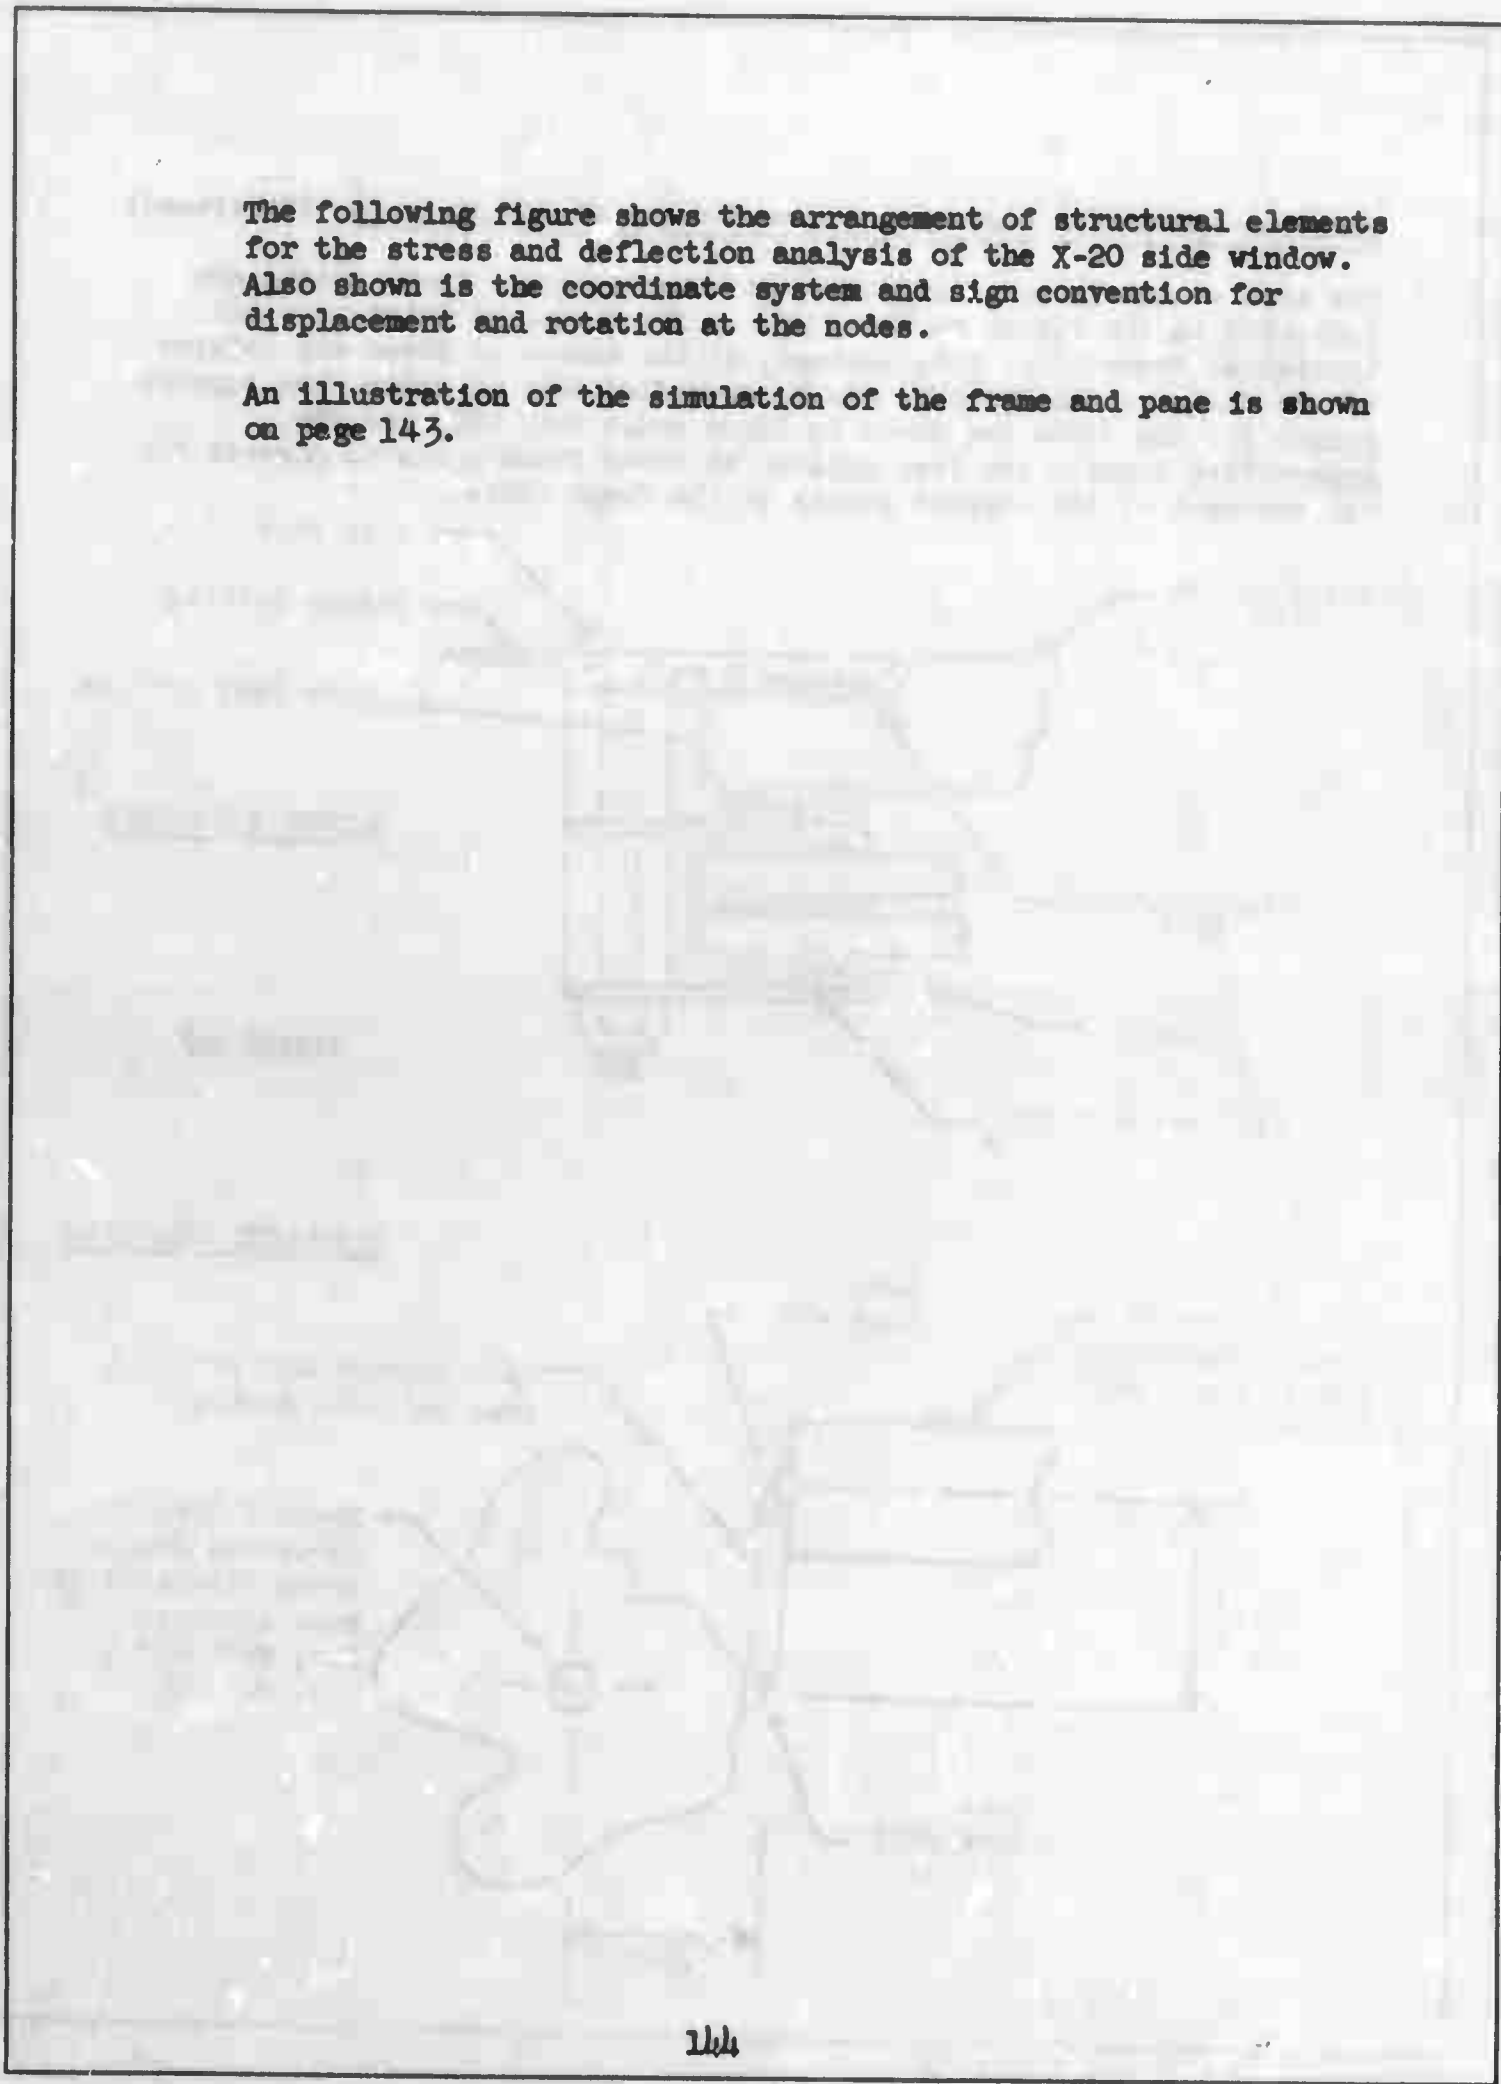 The following figure shows the arrangement of structural elements
for the stress and deflection analysis of the X-20 side window.
Also shown is the coordinate system and sign convention for
displacement and rotation at the nodes.
An illustration of the simulation of the frame and pane is shown
on page 143.
144